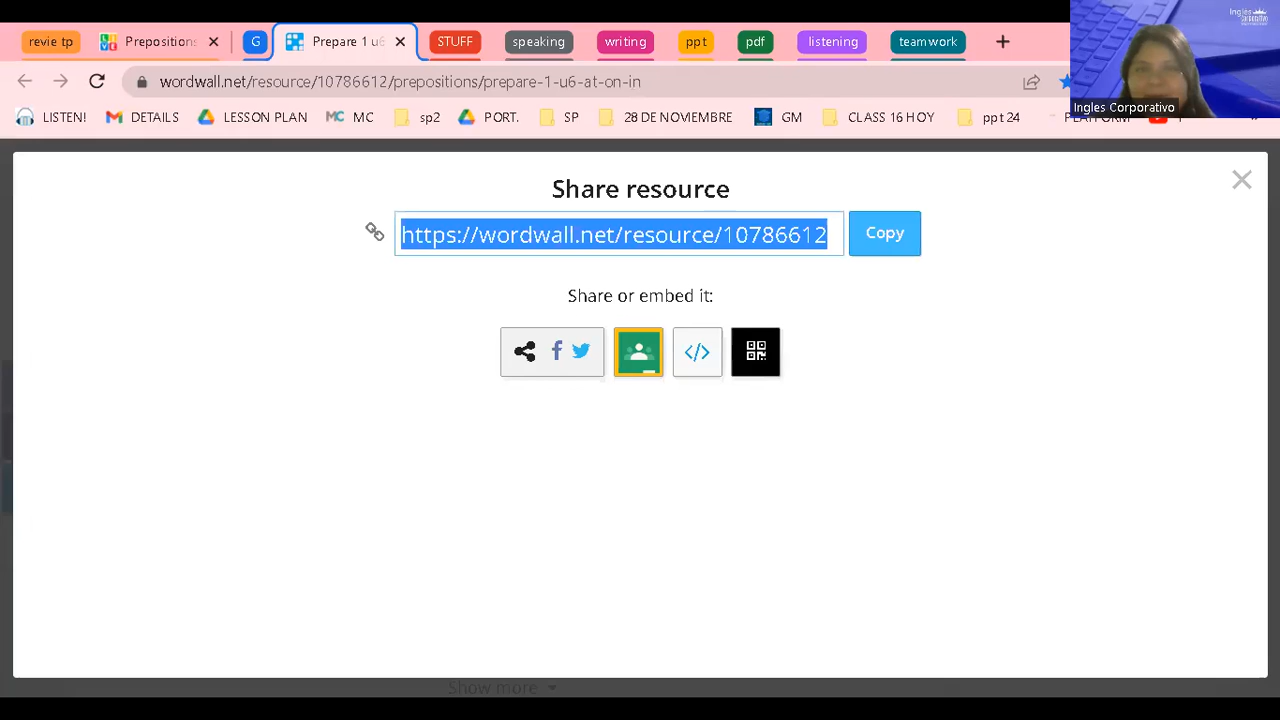 revie tp
Prepositions
G
Prepare 1 u6
STUFF
speaking
writing
ppt
pdf
listening
teamwork
Ingles
corporativo
wordwall.net/resource/10786612/prepositions/prepare-1-u6-at-on-in
Ingles Corporativo
LISTEN!
DETAILS
LESSON PLAN
MC
MC
sp2
PORT.
SP
28 DE NOVIEMBRE
GM
CLASS 16 HOY
ppt 24
Share resource
https://wordwall.net/resource/10786612
Copy
Share or embed it:
Show more